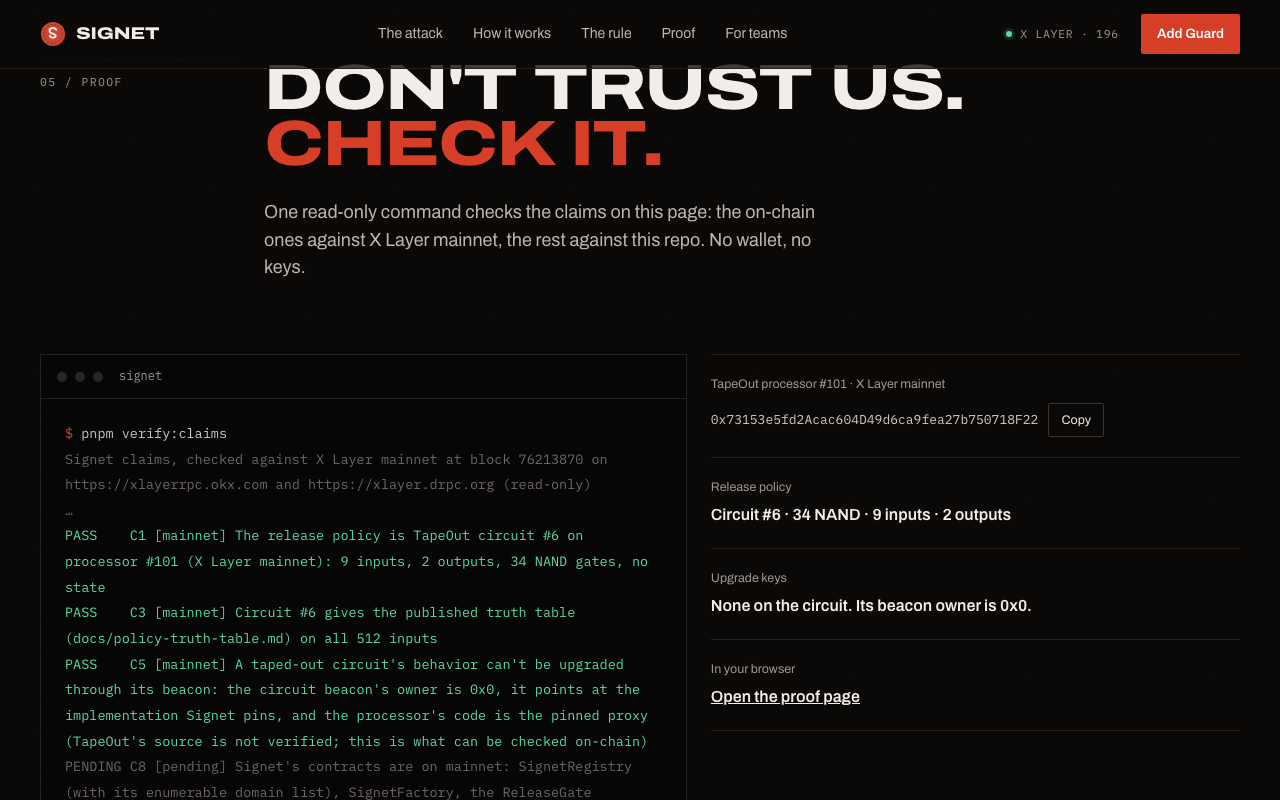 SIGNET
The attack
How it works
The rule
Proof
For teams
X LAYER · 196
Add Guard
05 / PROOF
DON'T TRUST US.
CHECK IT.
One read-only command checks the claims on this page: the on-chain
ones against X Layer mainnet, the rest against this repo. No wallet, no
keys.
signet
$ pnpm verify:claims
Signet claims, checked against X Layer mainnet at block 76213870 on
https://xlayerrpc.okx.com and https://xlayer.drpc.org (read-only)
…
PASS C1 [mainnet] The release policy is TapeOut circuit #6 on
processor #101 (X Layer mainnet): 9 inputs, 2 outputs, 34 NAND gates, no
state
PASS C3 [mainnet] Circuit #6 gives the published truth table
(docs/policy-truth-table.md) on all 512 inputs
PASS C5 [mainnet] A taped-out circuit's behavior can't be upgraded
through its beacon: the circuit beacon's owner is 0x0, it points at the
implementation Signet pins, and the processor's code is the pinned proxy
(TapeOut's source is not verified; this is what can be checked on-chain)
PENDING C8 [pending] Signet's contracts are on mainnet: SignetRegistry
(with its enumerable domain list), SignetFactory, the ReleaseGate
TapeOut processor #101 · X Layer mainnet
0x73153e5fd2Acac604D49d6ca9fea27b750718F22
Copy
Release policy
Circuit #6 · 34 NAND · 9 inputs · 2 outputs
Upgrade keys
None on the circuit. Its beacon owner is 0x0.
In your browser
Open the proof page